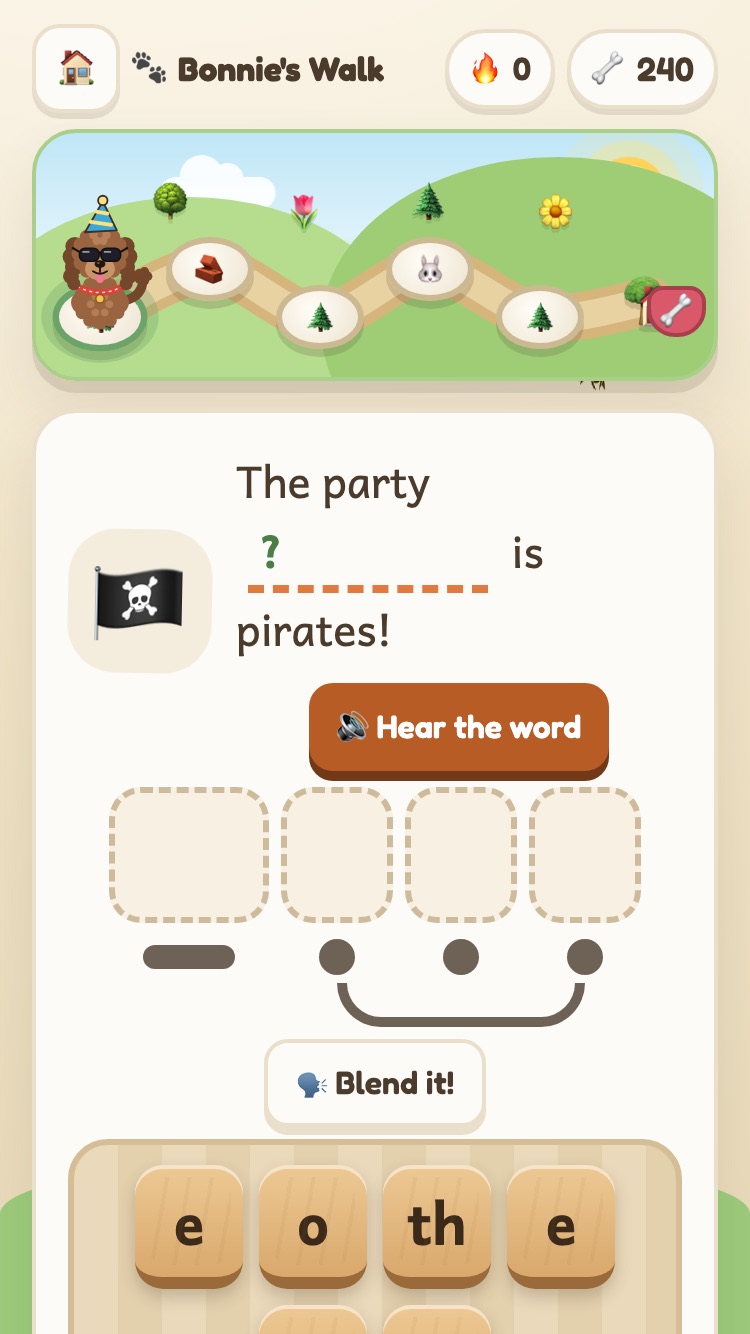 Bonnie's Walk
0
240
The party
? is
pirates!
Hear the word
Blend it!
e o th e